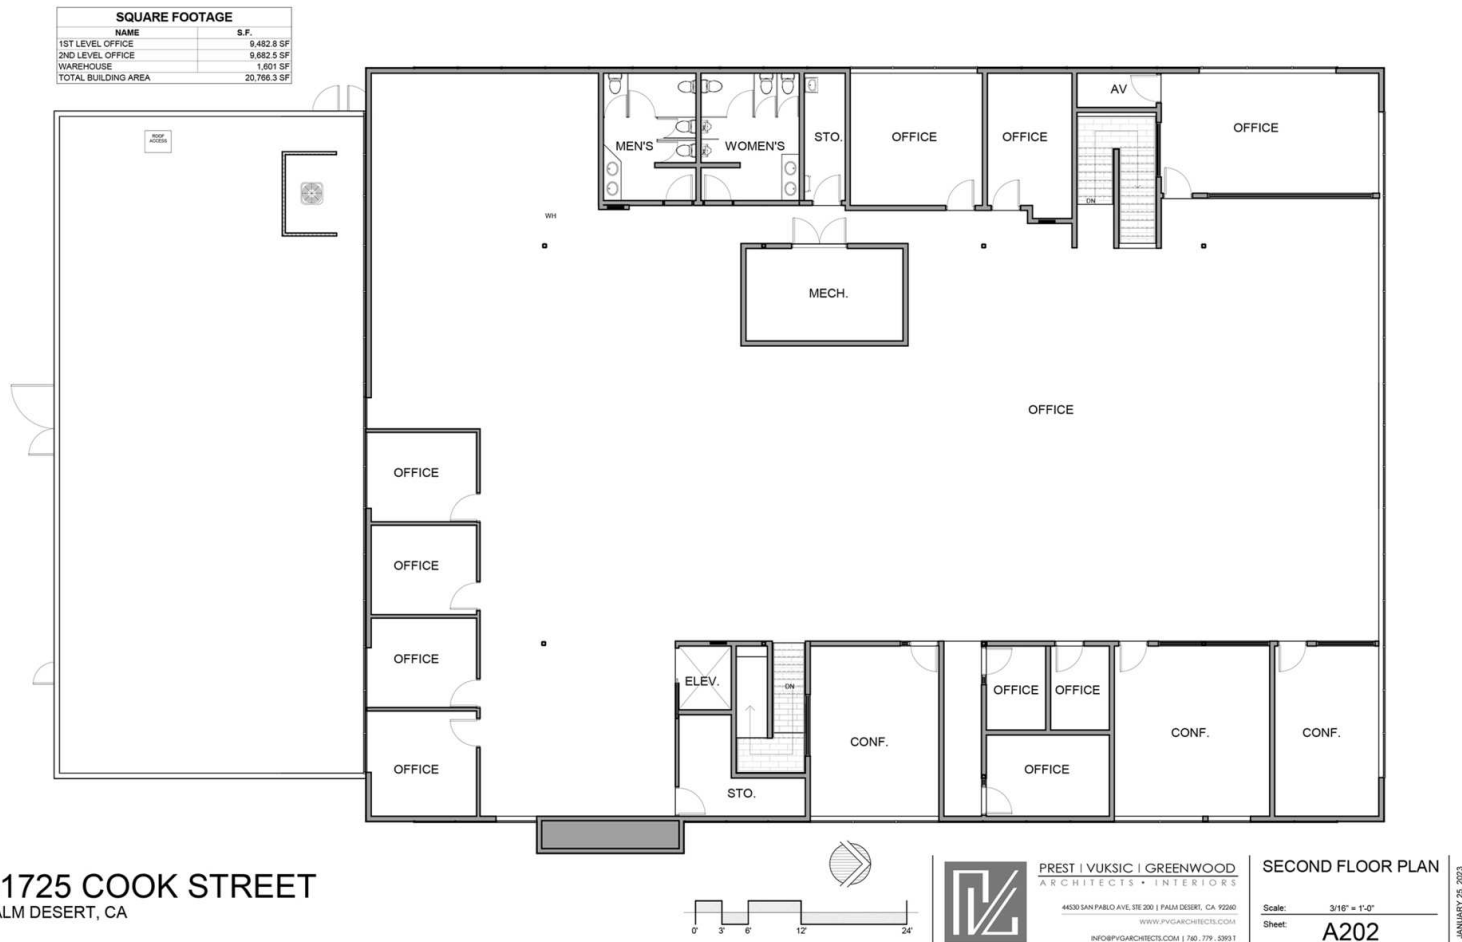 SQUARE FOOTAGE
NAME S.F.
1ST LEVEL OFFICE 9,482.8 SF
2ND LEVEL OFFICE 9,682.5 SF
WAREHOUSE 1,601 SF
TOTAL BUILDING AREA 20,766.3 SF
ROOF
ACCESS
MEN'S
WOMEN'S
STO.
OFFICE
OFFICE
AV
OFFICE
DN
WH
MECH.
OFFICE
OFFICE
OFFICE
OFFICE
OFFICE
ELEV.
DN
STO.
CONF.
OFFICE
OFFICE
OFFICE
CONF.
CONF.
1725 COOK STREET
ALM DESERT, CA
0' 3' 6' 12' 24'
PREST | VUKSIC | GREENWOOD
ARCHITECTS • INTERIORS
44530 SAN PABLO AVE, STE 200 | PALM DESERT, CA 92260
WWW.PVGARCHITECTS.COM
INFO@PVGARCHITECTS.COM | 760 . 779 . 5393 T
SECOND FLOOR PLAN
Scale: 3/16" = 1'-0"
Sheet: A202
JANUARY 25, 2023